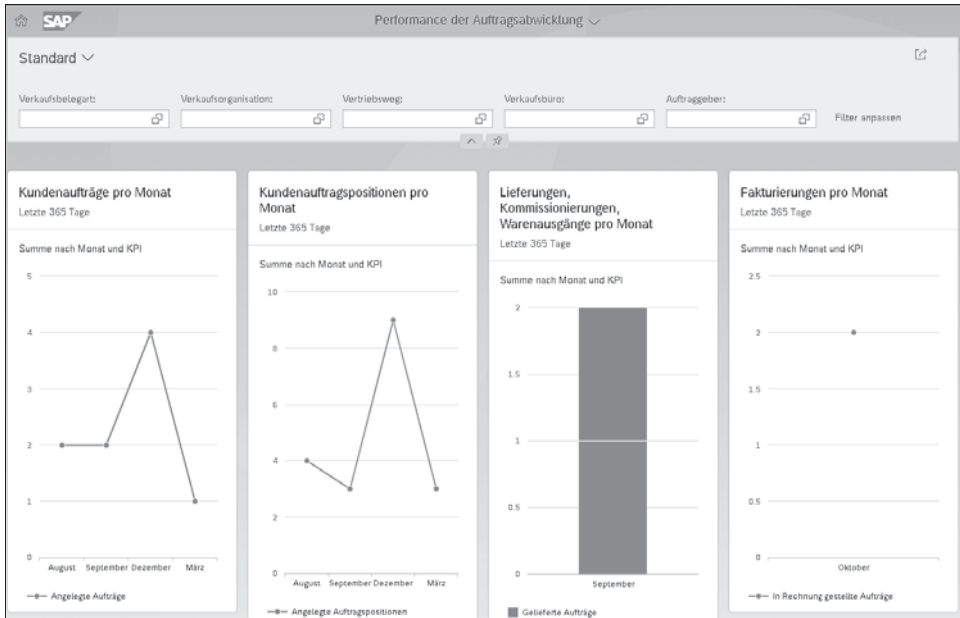 SAP Performance der Auftragsabwicklung
Standard
Verkaufsbelegart: Verkaufsorganisation: Vertriebsweg: Verkaufsbüro: Auftraggeber:
Filter anpassen
Kundenaufträge pro Monat
Letzte 365 Tage
Summe nach Monat und KPI
5
4
3
2
1
0
August September Dezember März
Angelegte Aufträge
Kundenauftragspositionen pro
Monat
Letzte 365 Tage
Summe nach Monat und KPI
10
8
6
4
2
0
August September Dezember März
Angelegte Auftragspositionen
Lieferungen,
Kommissionierungen,
Warenausgänge pro Monat
Letzte 365 Tage
Summe nach Monat und KPI
2
1.5
1
0.5
0
September
Gelieferte Aufträge
Fakturierungen pro Monat
Letzte 365 Tage
Summe nach Monat und KPI
2.5
2
1.5
1
0.5
0
Oktober
In Rechnung gestellte Aufträge